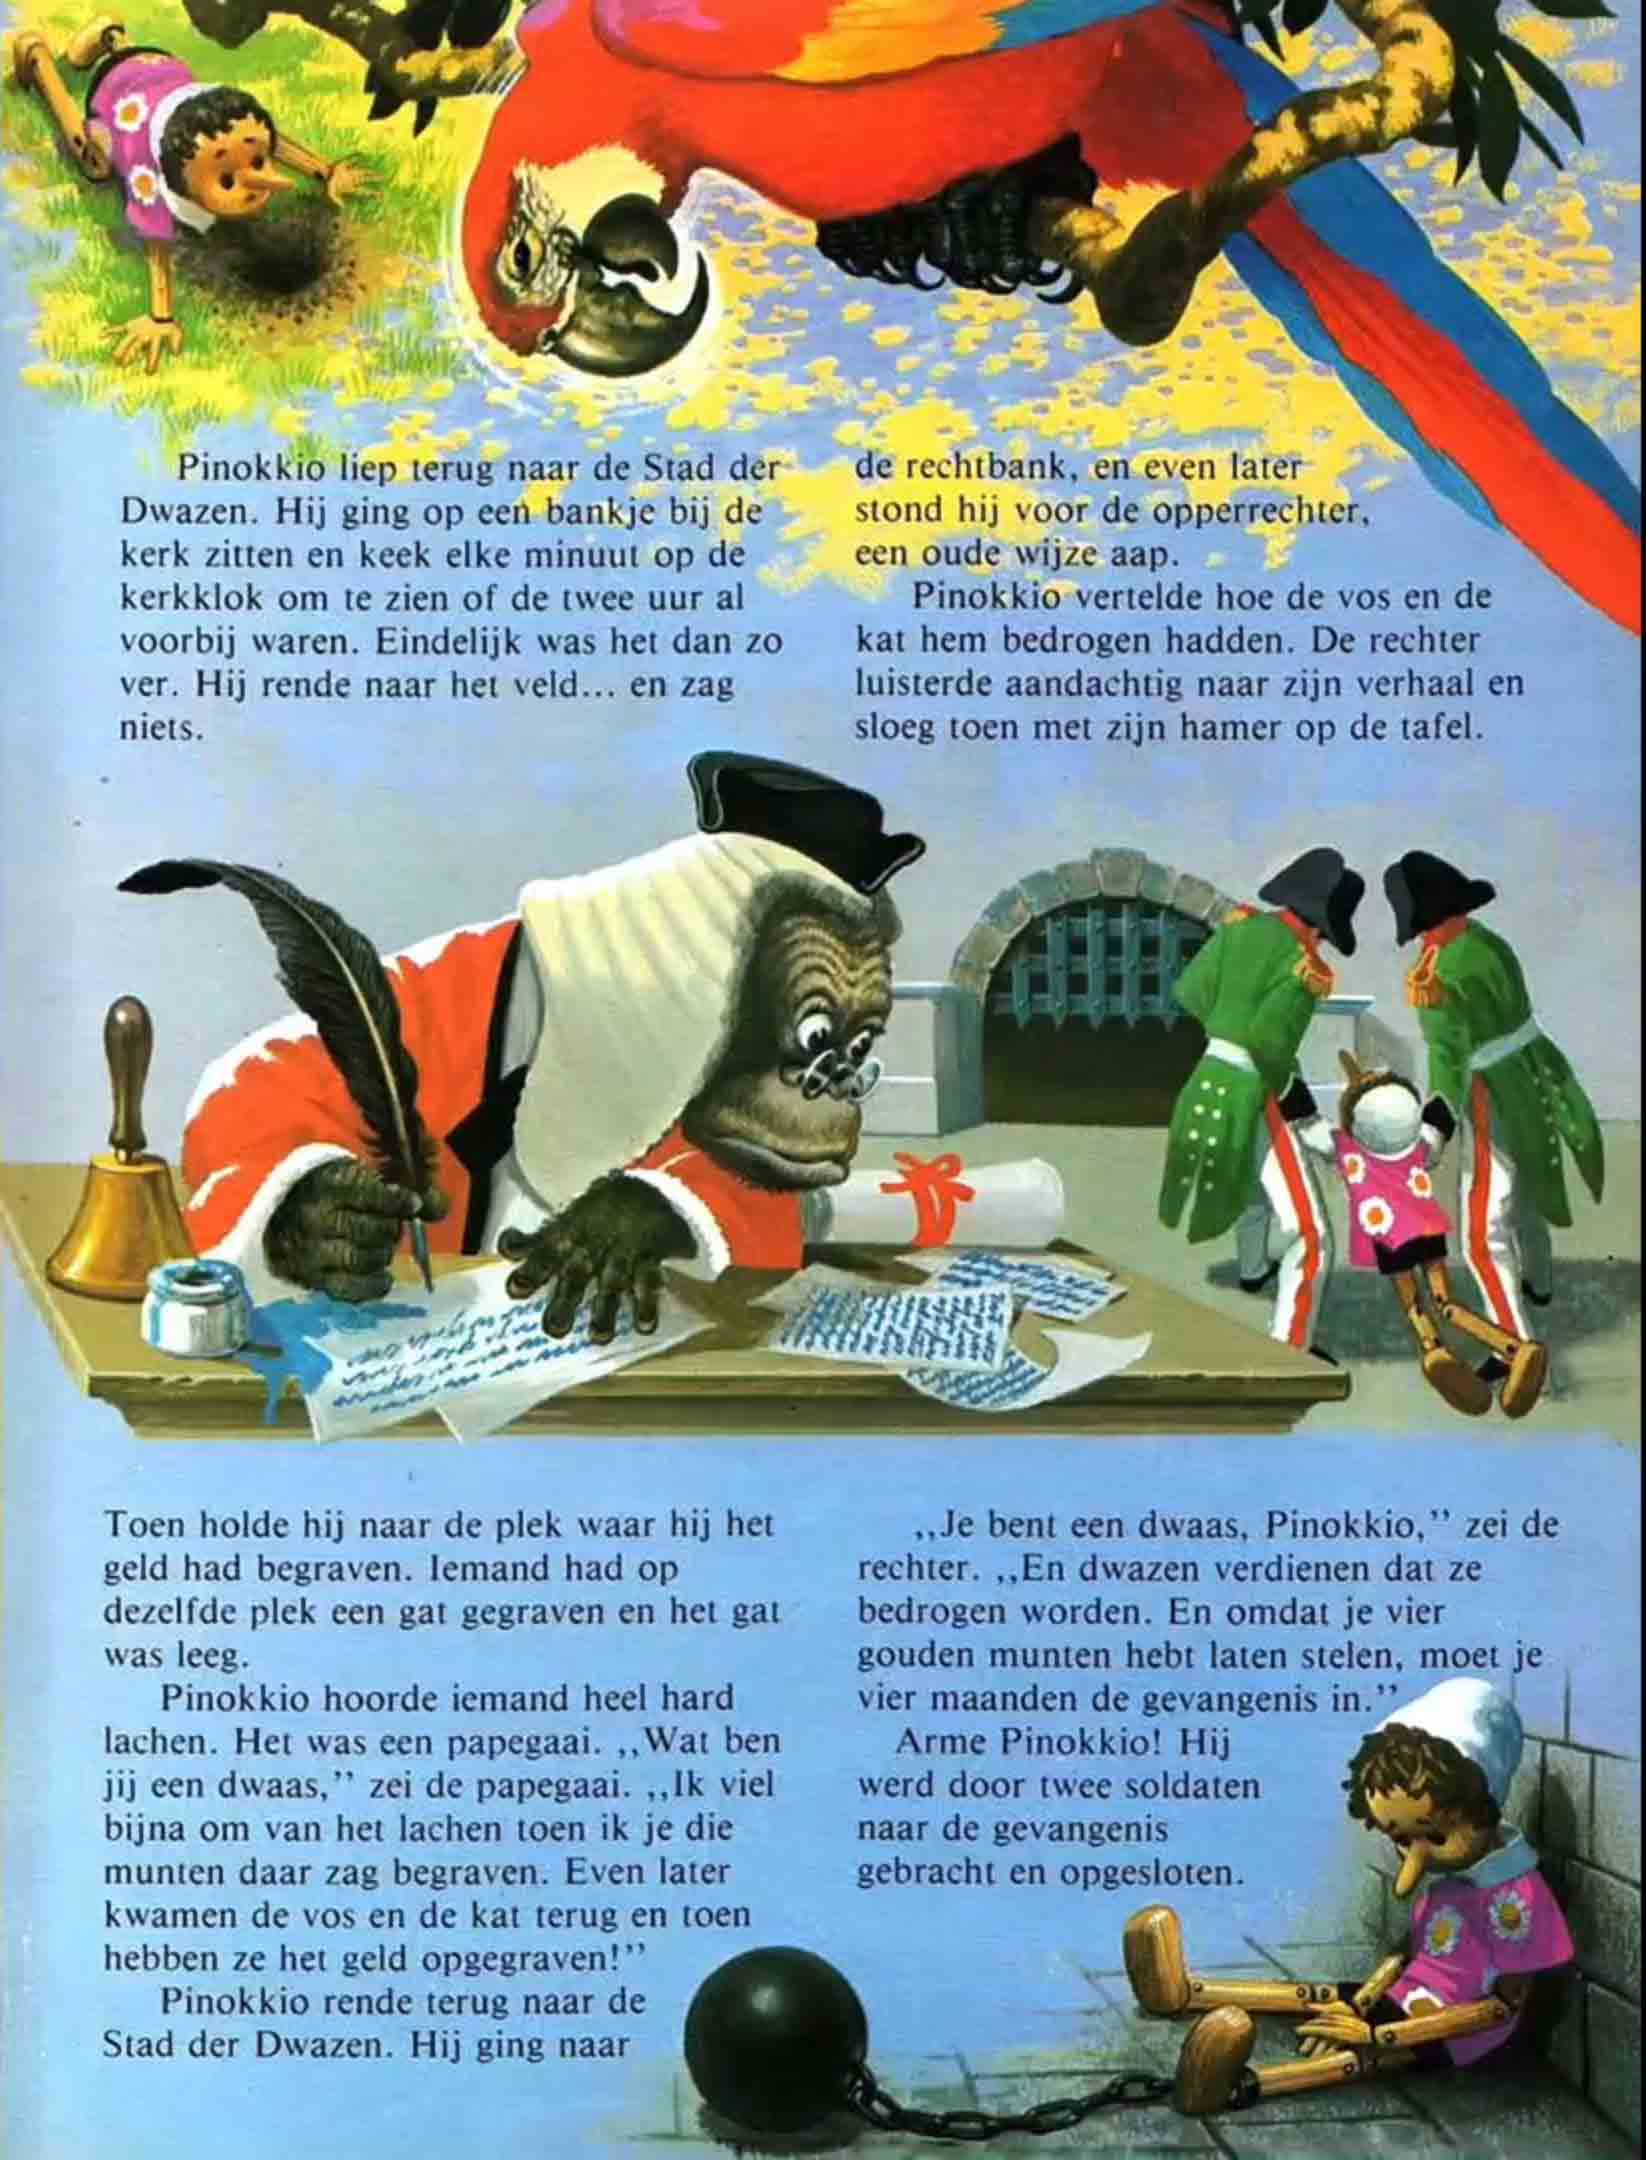 Pinokkio liep terug naar de Stad der
Dwazen. Hij ging op een bankje bij de
kerk zitten en keek elke minuut op de
kerkklok om te zien of de twee uur al
voorbij waren. Eindelijk was het dan zo
ver. Hij rende naar het veld... en zag
niets.
Toen holde hij naar de plek waar hij het
geld had begraven. Iemand had op
dezelfde plek een gat gegraven en het gat
was leeg.
Pinokkio hoorde iemand heel hard
lachen. Het was een papegaai. ,,Wat ben
jij een dwaas,’’ zei de papegaai. ,,Ik viel
bijna om van het lachen toen ik je die
munten daar zag begraven. Even later
kwamen de vos en de kat terug en toen
hebben ze het geld opgegraven!’’
Pinokkio rende terug naar de
Stad der Dwazen. Hij ging naar
de rechtbank, en even later
stond hij voor de opperrechter,
een oude wijze aap.
Pinokkio vertelde hoe de vos en de
kat hem bedrogen hadden. De rechter
luisterde aandachtig naar zijn verhaal en
sloeg toen met zijn hamer op de tafel.
,,Je bent een dwaas, Pinokkio,’’ zei de
rechter. ,,En dwazen verdienen dat ze
bedrogen worden. En omdat je vier
gouden munten hebt laten stelen, moet je
vier maanden de gevangenis in.’’
Arme Pinokkio! Hij
werd door twee soldaten
naar de gevangenis
gebracht en opgesloten.